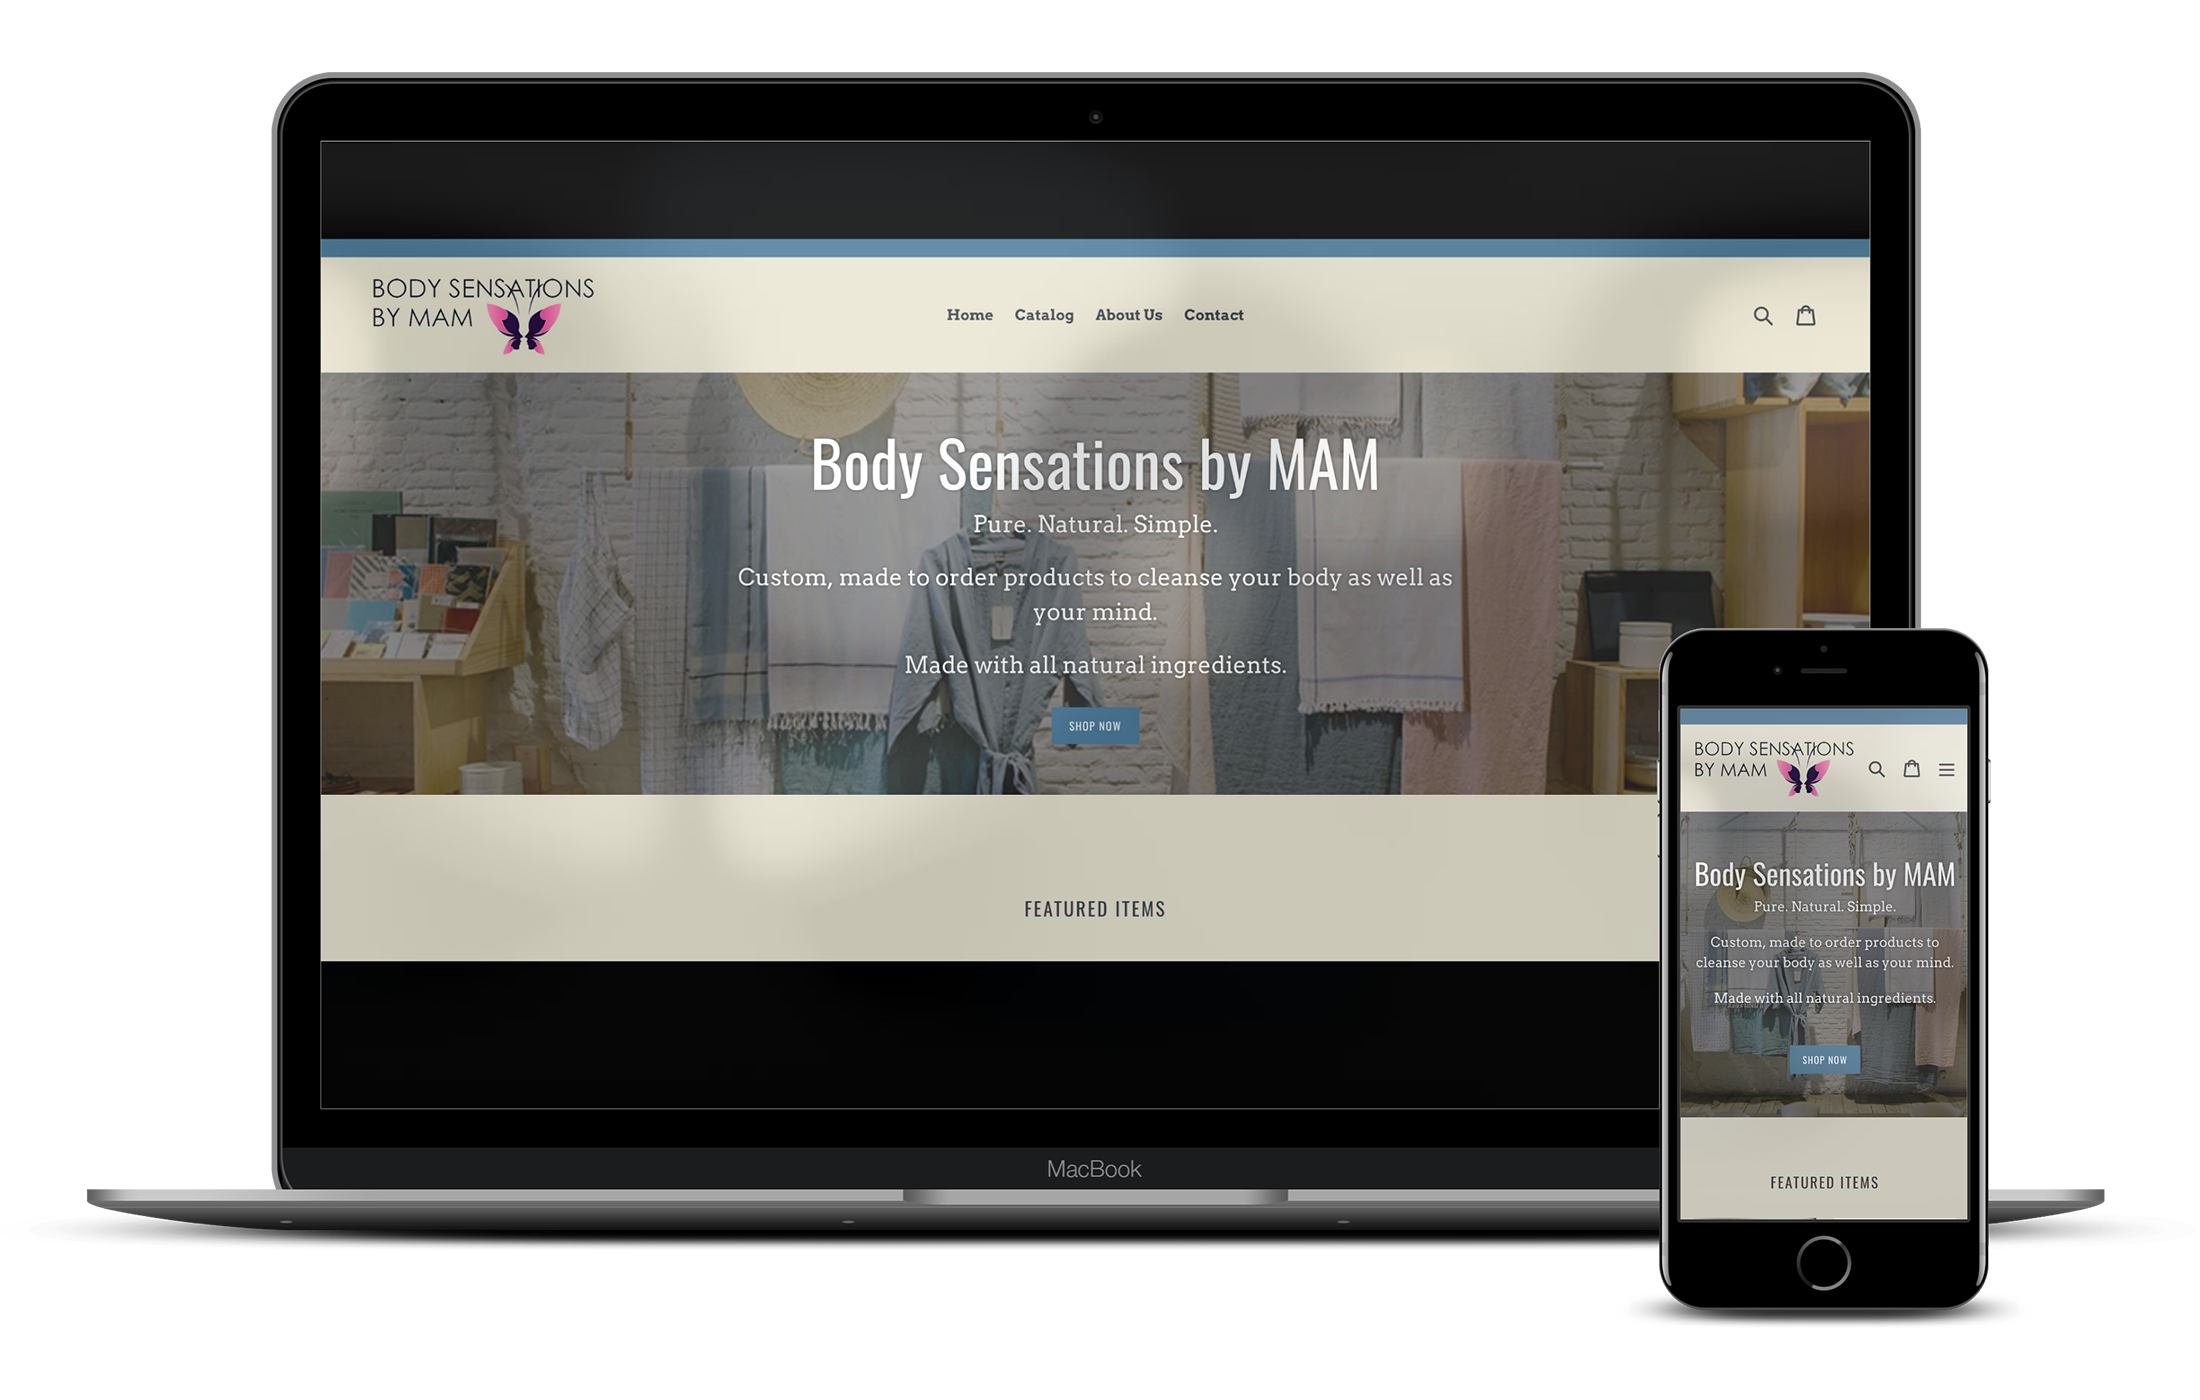 BODY SENSATIONS
BY MAM
Home Catalog About Us Contact
Body Sensations by MAM
Pure. Natural. Simple.
Custom, made to order products to cleanse your body as well as
your mind.
Made with all natural ingredients.
SHOP NOW
FEATURED ITEMS
MacBook
BODY SENSATIONS
BY MAM
Body Sensations by MAM
Pure. Natural. Simple.
Custom, made to order products to
cleanse your body as well as your mind.
Made with all natural ingredients.
SHOP NOW
FEATURED ITEMS